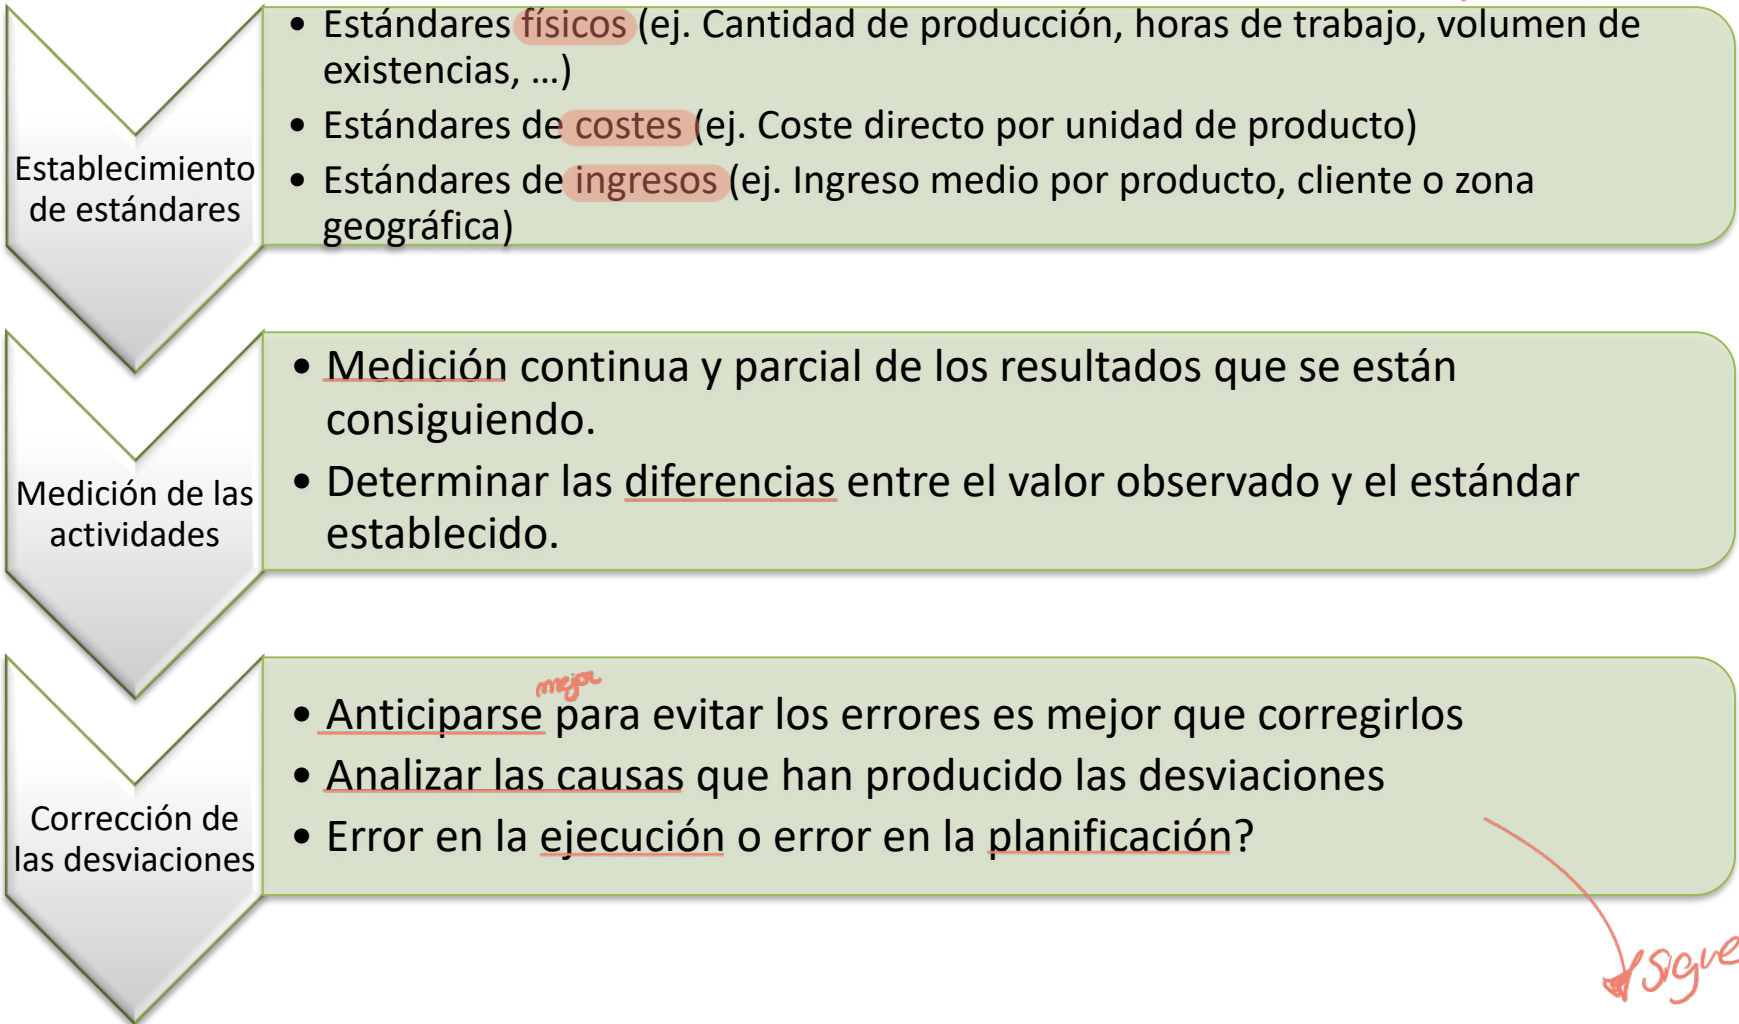 • Estándares físicos (ej. Cantidad de producción, horas de trabajo, volumen de
existencias, ...)
• Estándares de costes (ej. Coste directo por unidad de producto)
• Estándares de ingresos (ej. Ingreso medio por producto, cliente o zona
geográfica)
Establecimiento
de estándares
• Medición continua y parcial de los resultados que se están
consiguiendo.
• Determinar las diferencias entre el valor observado y el estándar
establecido.
Medición de las
actividades
mejor
• Anticiparse para evitar los errores es mejor que corregirlos
• Analizar las causas que han producido las desviaciones
• Error en la ejecución o error en la planificación?
Corrección de
las desviaciones
sigue